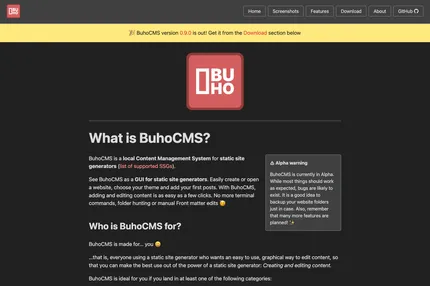 BU
HO
Home
Screenshots
Features
Download
About
GitHub
🎉 BuhoCMS version 0.9.0 is out! Get it from the Download section below
BU
HO
What is BuhoCMS?
BuhoCMS is a local Content Management System for static site
generators (list of supported SSGs).
See BuhoCMS as a GUI for static site generators. Easily create or open
a website, choose your theme and add your first posts. With BuhoCMS,
adding and editing content is as easy as a few clicks. No more terminal
commands, folder hunting or manual Front matter edits 😄
⚠ Alpha warning
BuhoCMS is currently in Alpha.
While most things should work
as expected, bugs are likely to
exist. It is a good idea to
backup your website folders
just in case. Also, remember
that many more features are
planned! ✨
Who is BuhoCMS for?
BuhoCMS is made for... you 😄
...that is, everyone using a static site generator who wants an easy to use, graphical way to edit content, so
that you can make the best use out of the power of a static site generator: Creating and editing content.
BuhoCMS is ideal for you if you land in at least one of the following categories: